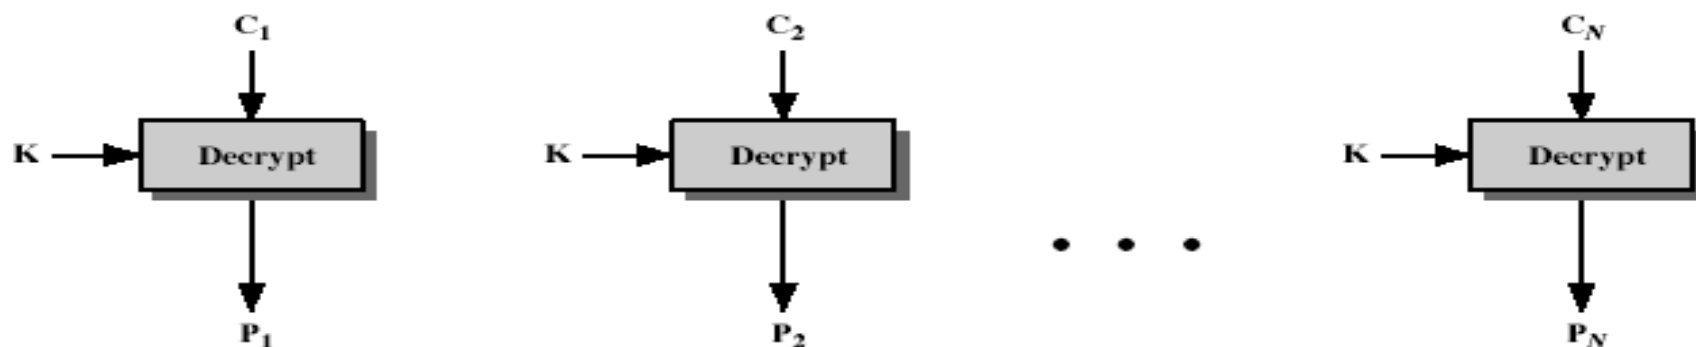 C1 C2 CN
K Decrypt K Decrypt K Decrypt
P1 P2 PN